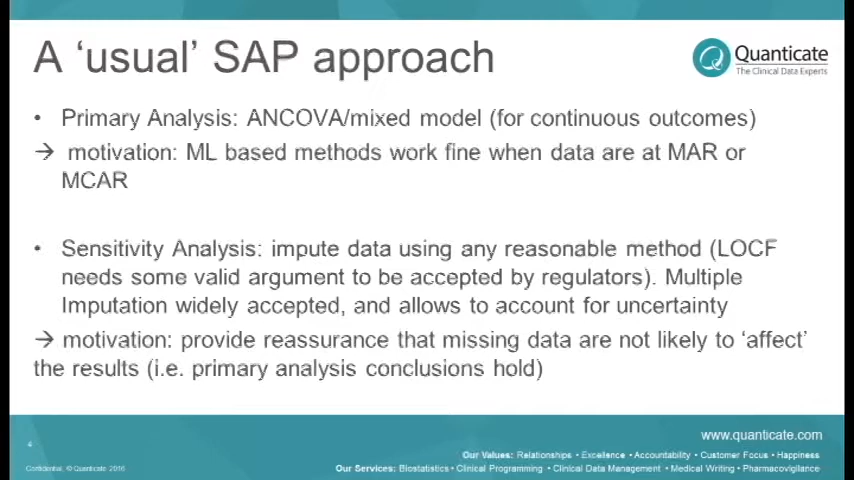 A ‘usual’ SAP approach
Quanticate
The Clinical Data Experts
• Primary Analysis: ANCOVA/mixed model (for continuous outcomes)
→ motivation: ML based methods work fine when data are at MAR or
MCAR
• Sensitivity Analysis: impute data using any reasonable method (LOCF
needs some valid argument to be accepted by regulators). Multiple
Imputation widely accepted, and allows to account for uncertainty
→ motivation: provide reassurance that missing data are not likely to ‘affect’
the results (i.e. primary analysis conclusions hold)
www.quanticate.com
4
Our Values: Relationships • Excellence • Accountability • Customer Focus • Happiness
Confidential, © Quanticate 2016
Our Services: Biostatistics • Clinical Programming • Clinical Data Management • Medical Writing • Pharmacovigilance